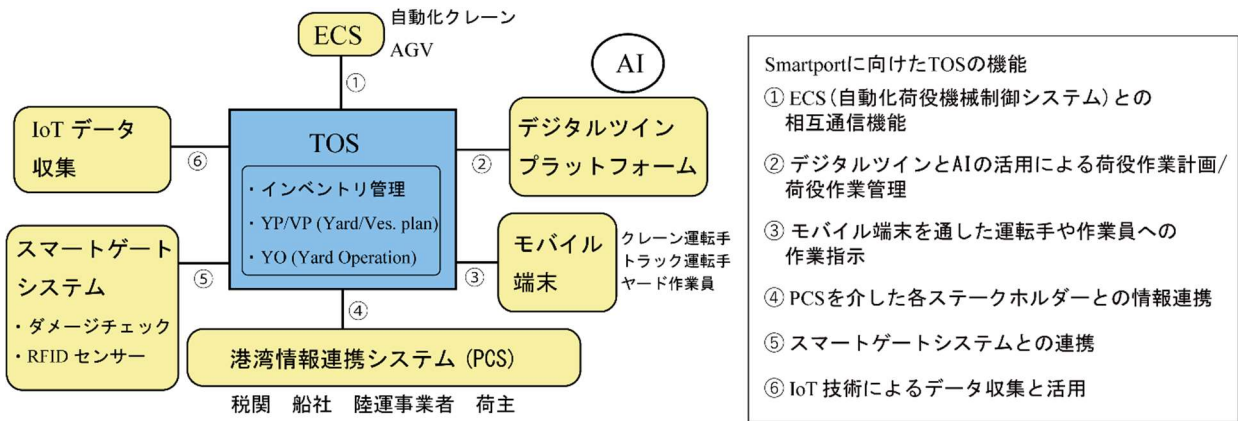 ECS
自動化クレーン
AGV
①
AI
IoT データ
収集
⑥
TOS
・インベントリ管理
・YP/VP (Yard/Ves. plan)
・YO (Yard Operation)
②
デジタルツイン
プラットフォーム
スマートゲート
システム
・ダメージチェック
・RFID センサー
⑤
③
モバイル
端末
クレーン運転手
トラック運転手
ヤード作業員
④
港湾情報連携システム (PCS)
税関 船社 陸運事業者 荷主
Smartportに向けたTOSの機能
① ECS(自動化荷役機械制御システム)との
相互通信機能
② デジタルツインとAIの活用による荷役作業計画/
荷役作業管理
③ モバイル端末を通した運転手や作業員への
作業指示
④ PCSを介した各ステークホルダーとの情報連携
⑤ スマートゲートシステムとの連携
⑥ IoT 技術によるデータ収集と活用